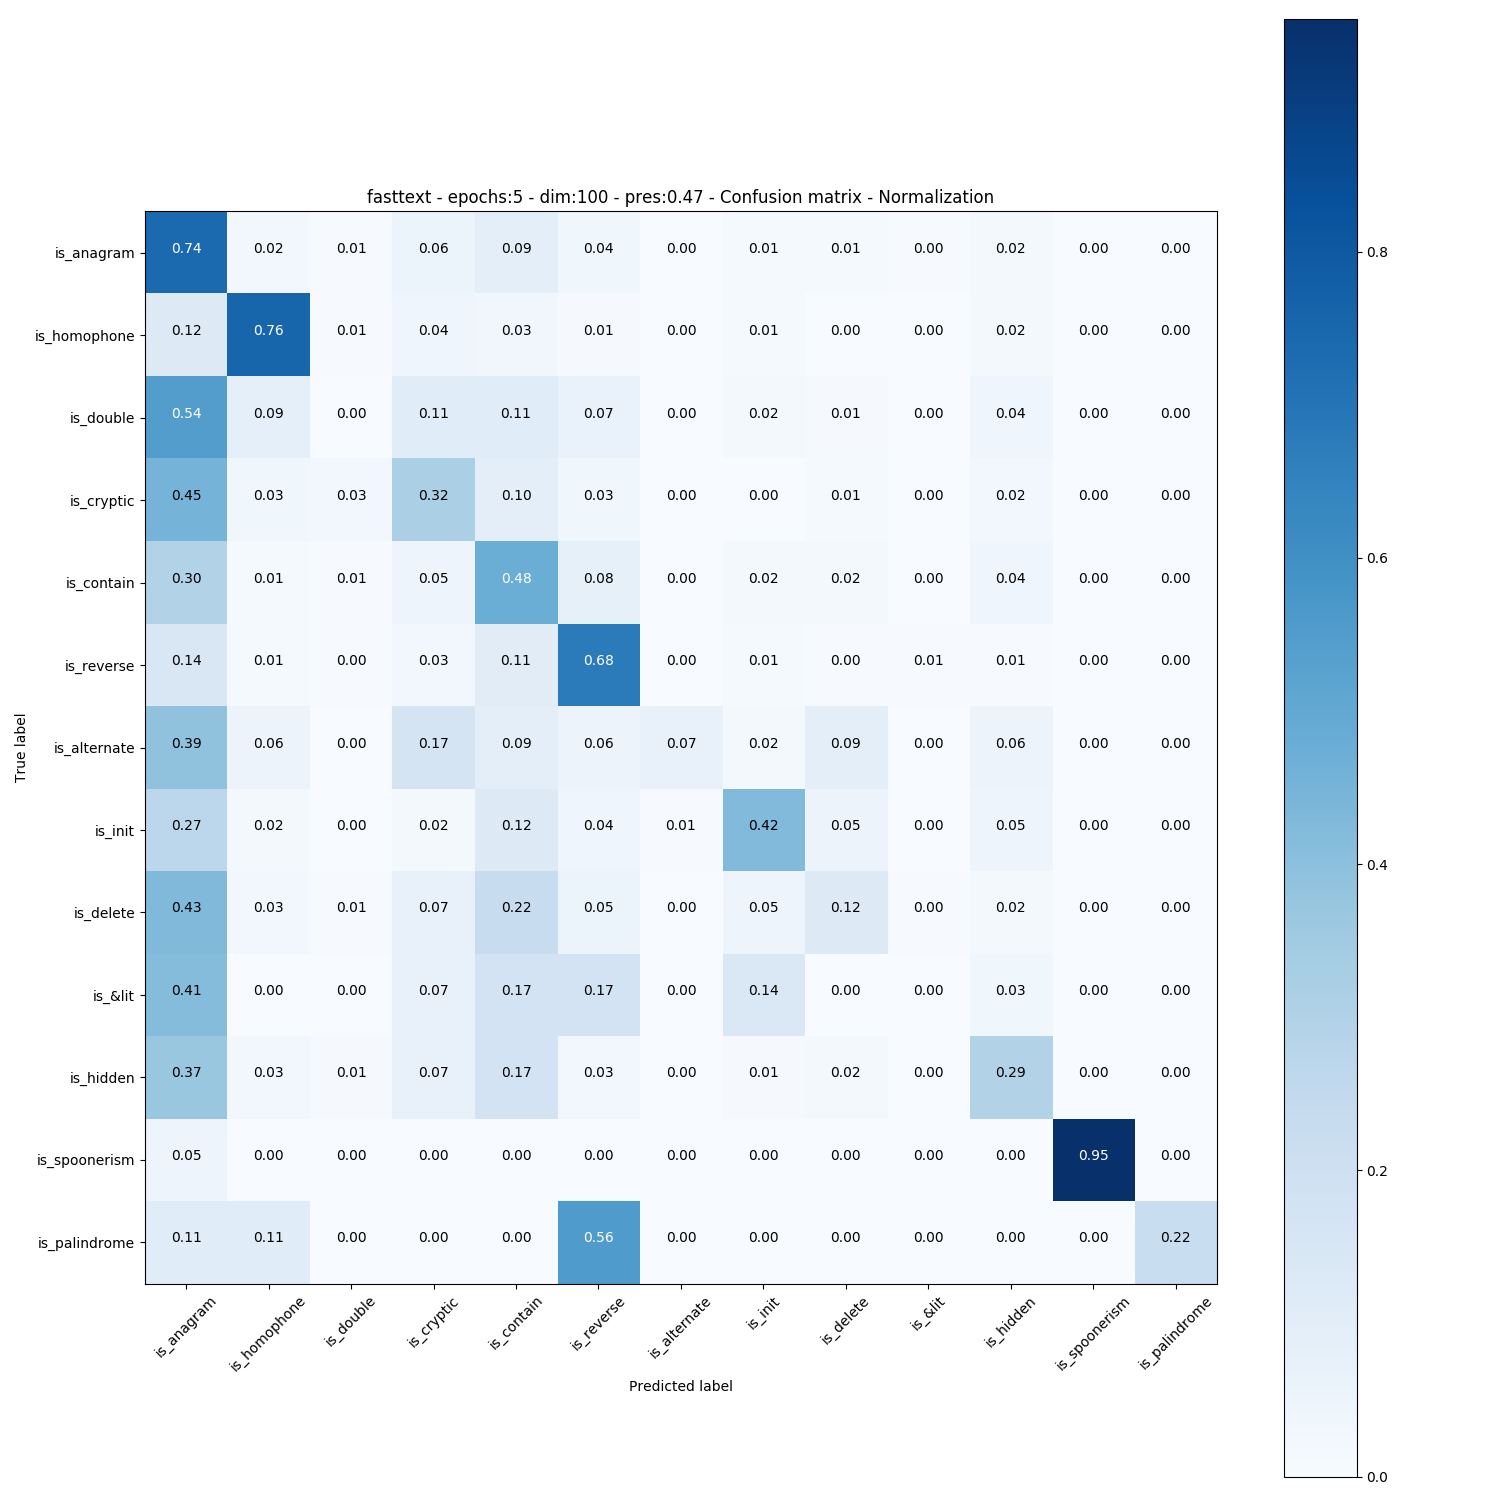 fasttext - epochs:5 - dim:100 - pres:0.47 - Confusion matrix - Normalization
is_anagram 0.74 0.02 0.01 0.06 0.09 0.04 0.00 0.01 0.01 0.00 0.02 0.00 0.00
is_homophone 0.12 0.76 0.01 0.04 0.03 0.01 0.00 0.01 0.00 0.00 0.02 0.00 0.00
is_double 0.54 0.09 0.00 0.11 0.11 0.07 0.00 0.02 0.01 0.00 0.04 0.00 0.00
is_cryptic 0.45 0.03 0.03 0.32 0.10 0.03 0.00 0.00 0.01 0.00 0.02 0.00 0.00
is_contain 0.30 0.01 0.01 0.05 0.48 0.08 0.00 0.02 0.02 0.00 0.04 0.00 0.00
is_reverse 0.14 0.01 0.00 0.03 0.11 0.68 0.00 0.01 0.00 0.01 0.01 0.00 0.00
is_alternate 0.39 0.06 0.00 0.17 0.09 0.06 0.07 0.02 0.09 0.00 0.06 0.00 0.00
is_init 0.27 0.02 0.00 0.02 0.12 0.04 0.01 0.42 0.05 0.00 0.05 0.00 0.00
is_delete 0.43 0.03 0.01 0.07 0.22 0.05 0.00 0.05 0.12 0.00 0.02 0.00 0.00
is_&lit 0.41 0.00 0.00 0.07 0.17 0.17 0.00 0.14 0.00 0.00 0.03 0.00 0.00
is_hidden 0.37 0.03 0.01 0.07 0.17 0.03 0.00 0.01 0.02 0.00 0.29 0.00 0.00
is_spoonerism 0.05 0.00 0.00 0.00 0.00 0.00 0.00 0.00 0.00 0.00 0.00 0.95 0.00
is_palindrome 0.11 0.11 0.00 0.00 0.00 0.56 0.00 0.00 0.00 0.00 0.00 0.00 0.22
True label
is_anagram is_homophone is_double is_cryptic is_contain is_reverse is_alternate is_init is_delete is_&lit is_hidden is_spoonerism is_palindrome
Predicted label
0.8
0.6
0.4
0.2
0.0